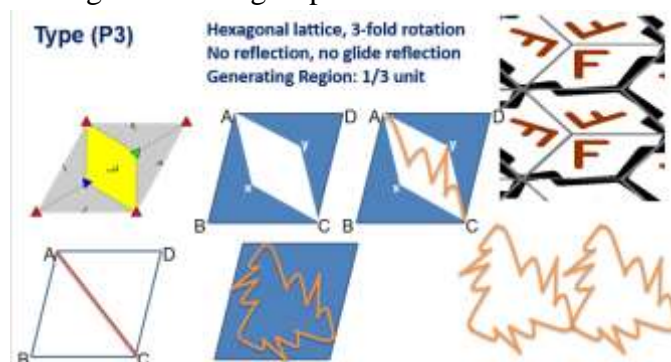 Type (P3)
Hexagonal lattice, 3-fold rotation
No reflection, no glide reflection
Generating Region: 1/3 unit
F F
F
F F
F
A D
y
x
B C
A D
y
x
B C
A D
B C